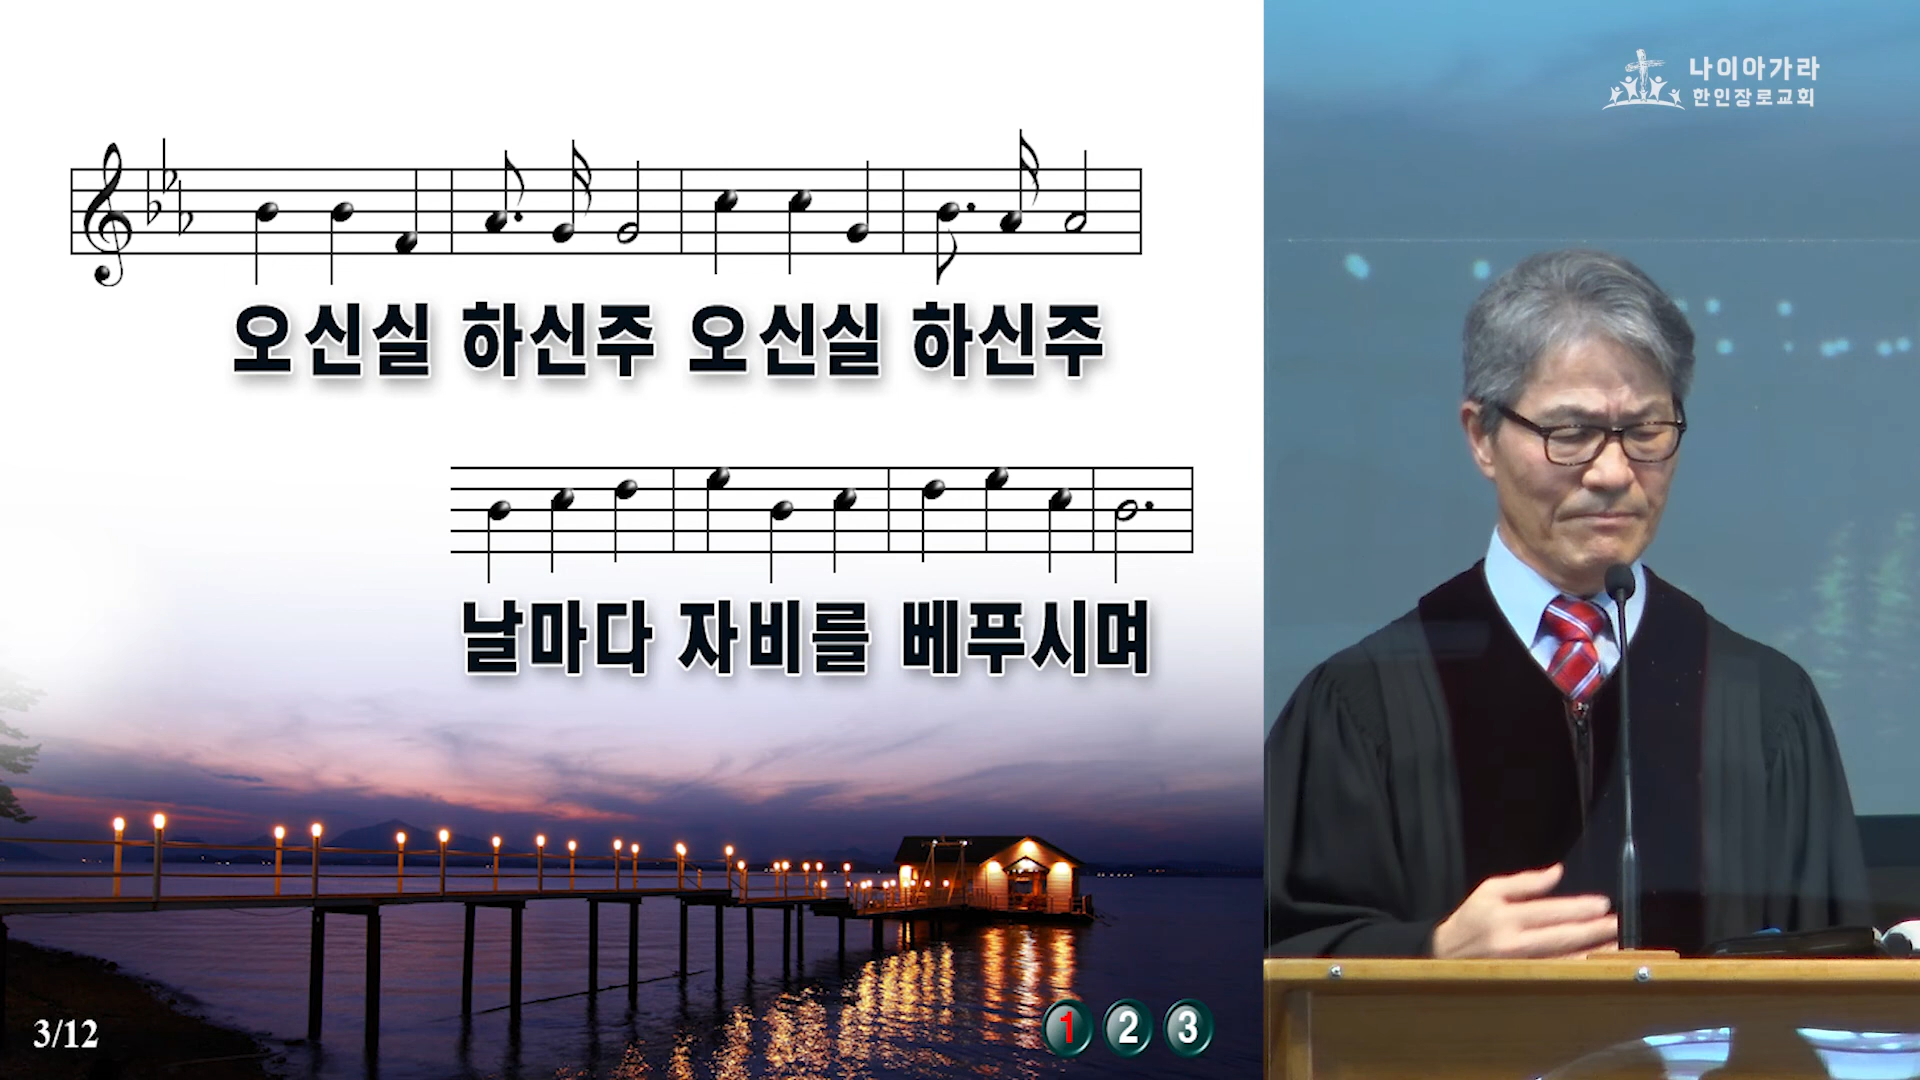 오신실 하신주 오신실 하신주
날마다 자비를 베푸시며
3/12
1 2 3
나이아가라
한인장로교회